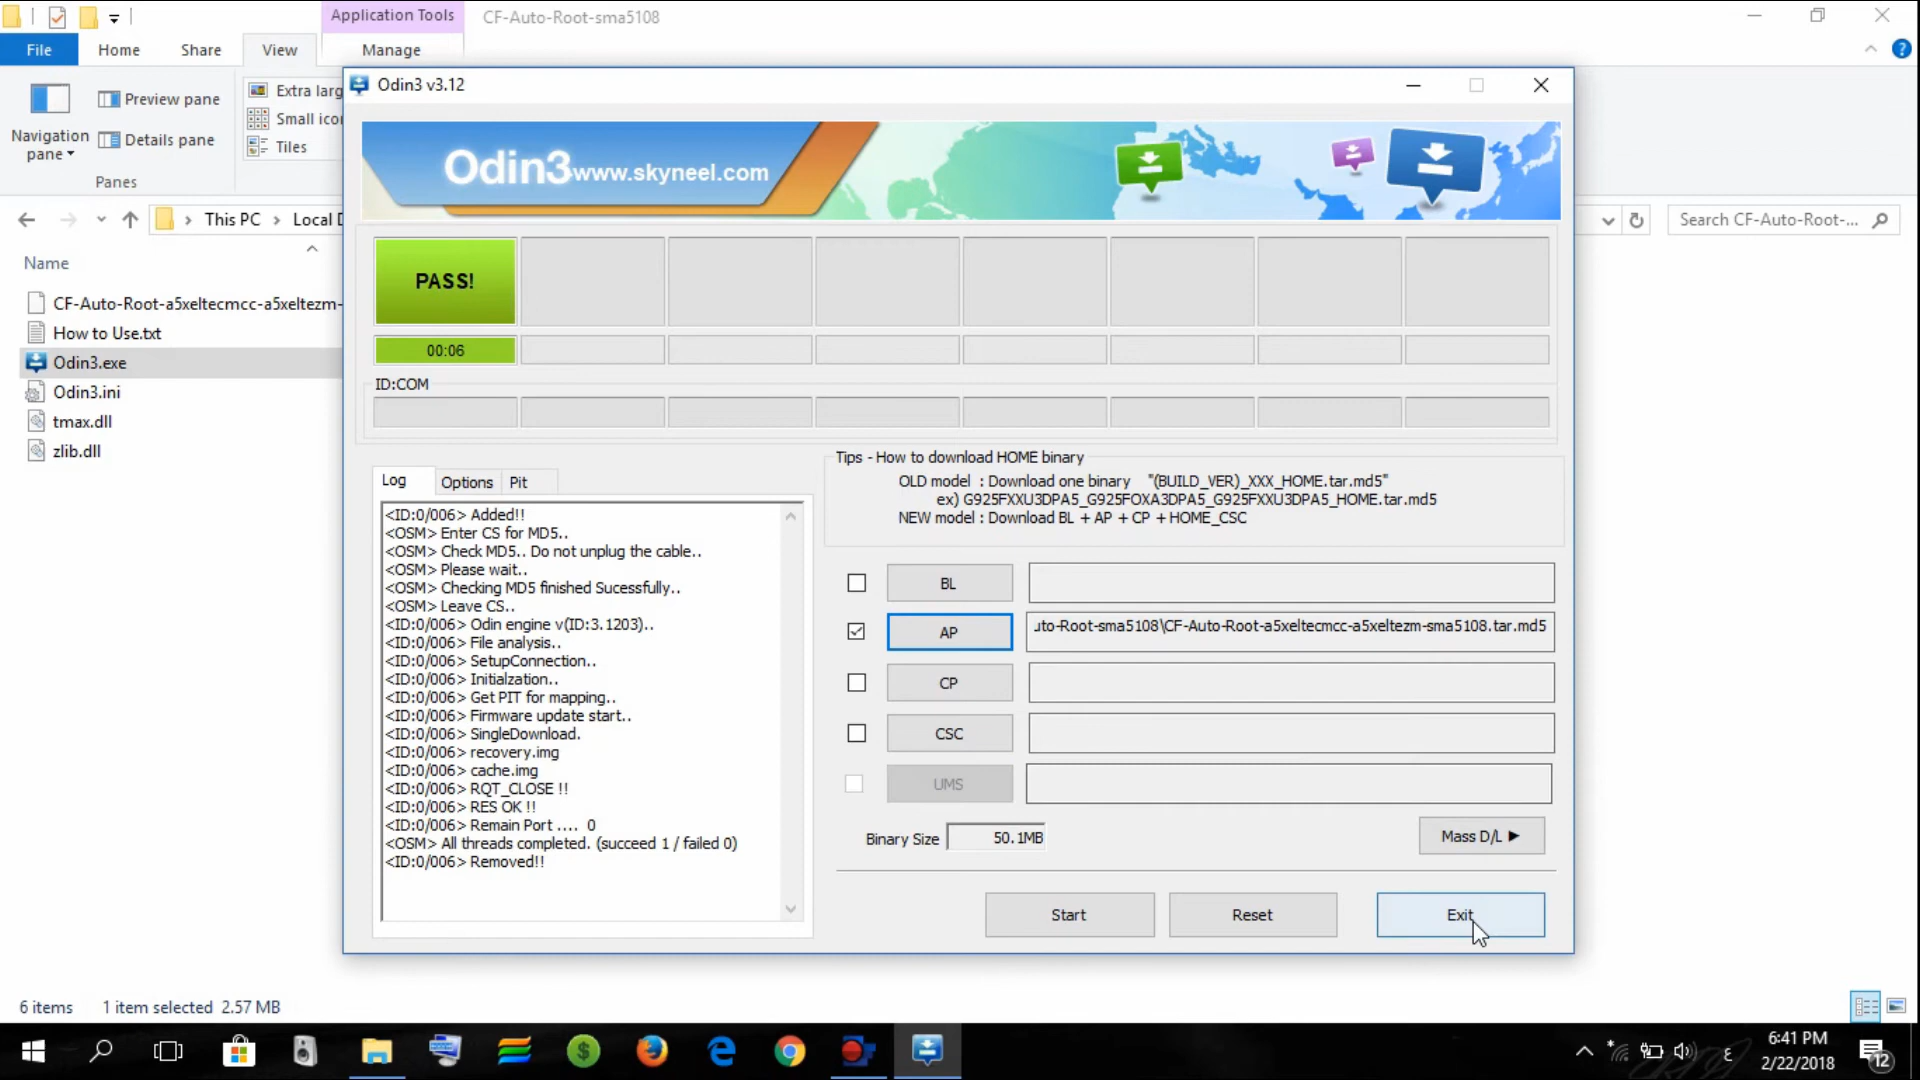 Application Tools
CF-Auto-Root-sma5108
File
Home
Share
View
Manage
Navigation pane
Preview pane
Details pane
Panes
Extra larg
Small ico
Tiles
This PC
Local D
Search CF-Auto-Root-...
Name
CF-Auto-Root-a5xeltecmcc-a5xeltezm-
How to Use.txt
Odin3.exe
Odin3.ini
tmax.dll
zlib.dll
Odin3 v3.12
Odin3 www.skyneel.com
PASS!
00:06
ID:COM
Log
Options
Pit
<ID:0/006> Added!!
<OSM> Enter CS for MD5..
<OSM> Check MD5.. Do not unplug the cable..
<OSM> Please wait..
<OSM> Checking MD5 finished Sucessfully..
<OSM> Leave CS..
<ID:0/006> Odin engine v(ID:3.1203)..
<ID:0/006> File analysis..
<ID:0/006> SetupConnection..
<ID:0/006> Initialzation..
<ID:0/006> Get PIT for mapping..
<ID:0/006> Firmware update start..
<ID:0/006> SingleDownload.
<ID:0/006> recovery.img
<ID:0/006> cache.img
<ID:0/006> RQT_CLOSE !!
<ID:0/006> RES OK !!
<ID:0/006> Remain Port .... 0
<OSM> All threads completed. (succeed 1 / failed 0)
<ID:0/006> Removed!!
Tips - How to download HOME binary
OLD model : Download one binary "(BUILD_VER)_XXX_HOME.tar.md5"
ex) G925FXXU3DPA5_G925FOXA3DPA5_G925FXXU3DPA5_HOME.tar.md5
NEW model : Download BL + AP + CP + HOME_CSC
BL
AP
uto-Root-sma5108\CF-Auto-Root-a5xeltecmcc-a5xeltezm-sma5108.tar.md5
CP
CSC
UMS
Binary Size
50.1MB
Mass D/L
Start
Reset
Exit
6 items
1 item selected 2.57 MB
ع
6:41 PM
2/22/2018
12